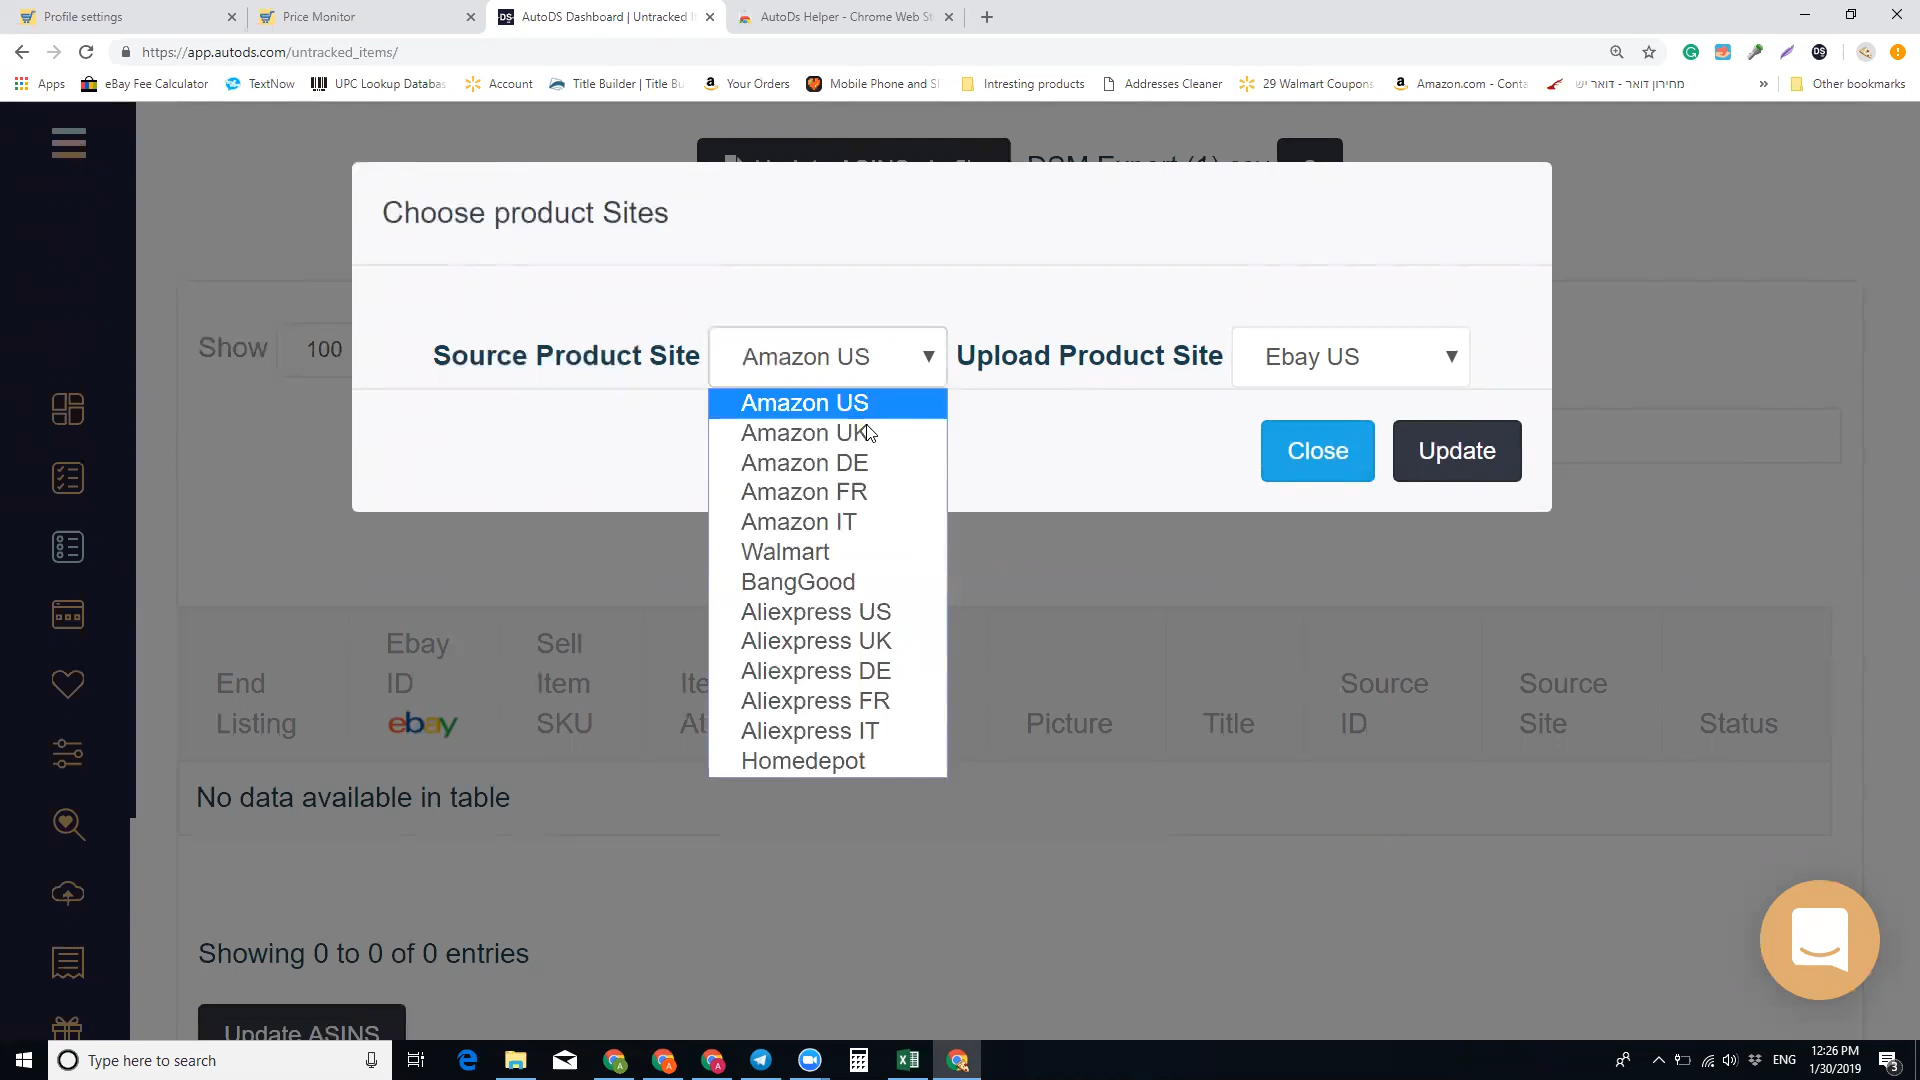 Profile settings
Price Monitor
AutoDS Dashboard | Untracked I
AutoDs Helper - Chrome Web St
https://app.autods.com/untracked_items/
Apps
eBay Fee Calculator
TextNow
UPC Lookup Databa
Account
Title Builder | Title Bu
Your Orders
Mobile Phone and S
Intresting products
Addresses Cleaner
29 Walmart Coupons
Amazon.com - Conta
מחירון דואר - דואר יש
» Other bookmarks
Choose product Sites
Show 100
Source Product Site Amazon US Upload Product Site Ebay US
Amazon US
Amazon UK
Amazon DE
Amazon FR
Amazon IT
Walmart
BangGood
Aliexpress US
Aliexpress UK
Aliexpress DE
Aliexpress FR
Aliexpress IT
Homedepot
Close Update
End Listing
Ebay ID ebay
Sell Item SKU
Picture
Title
Source ID
Source Site
Status
No data available in table
Showing 0 to 0 of 0 entries
Update ASINS
Type here to search
ENG
12:26 PM
1/30/2019
3